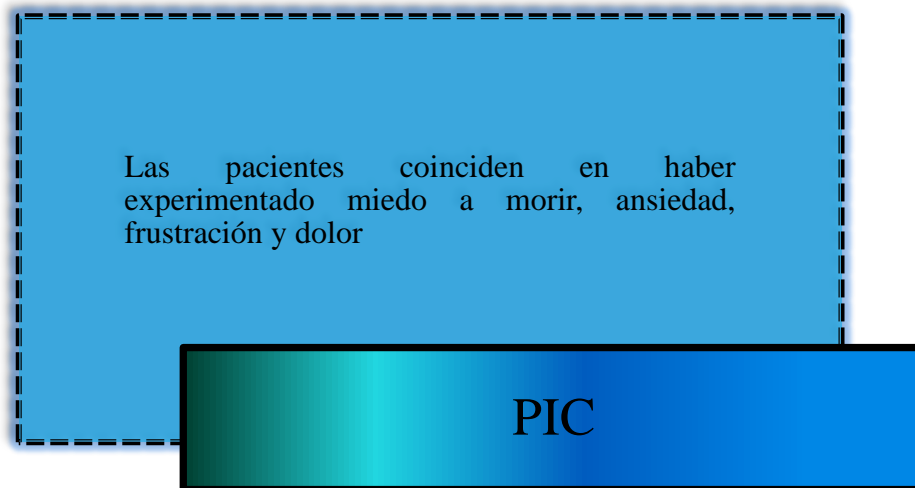 Las pacientes coinciden en haber
experimentado miedo a morir, ansiedad,
frustración y dolor
PIC